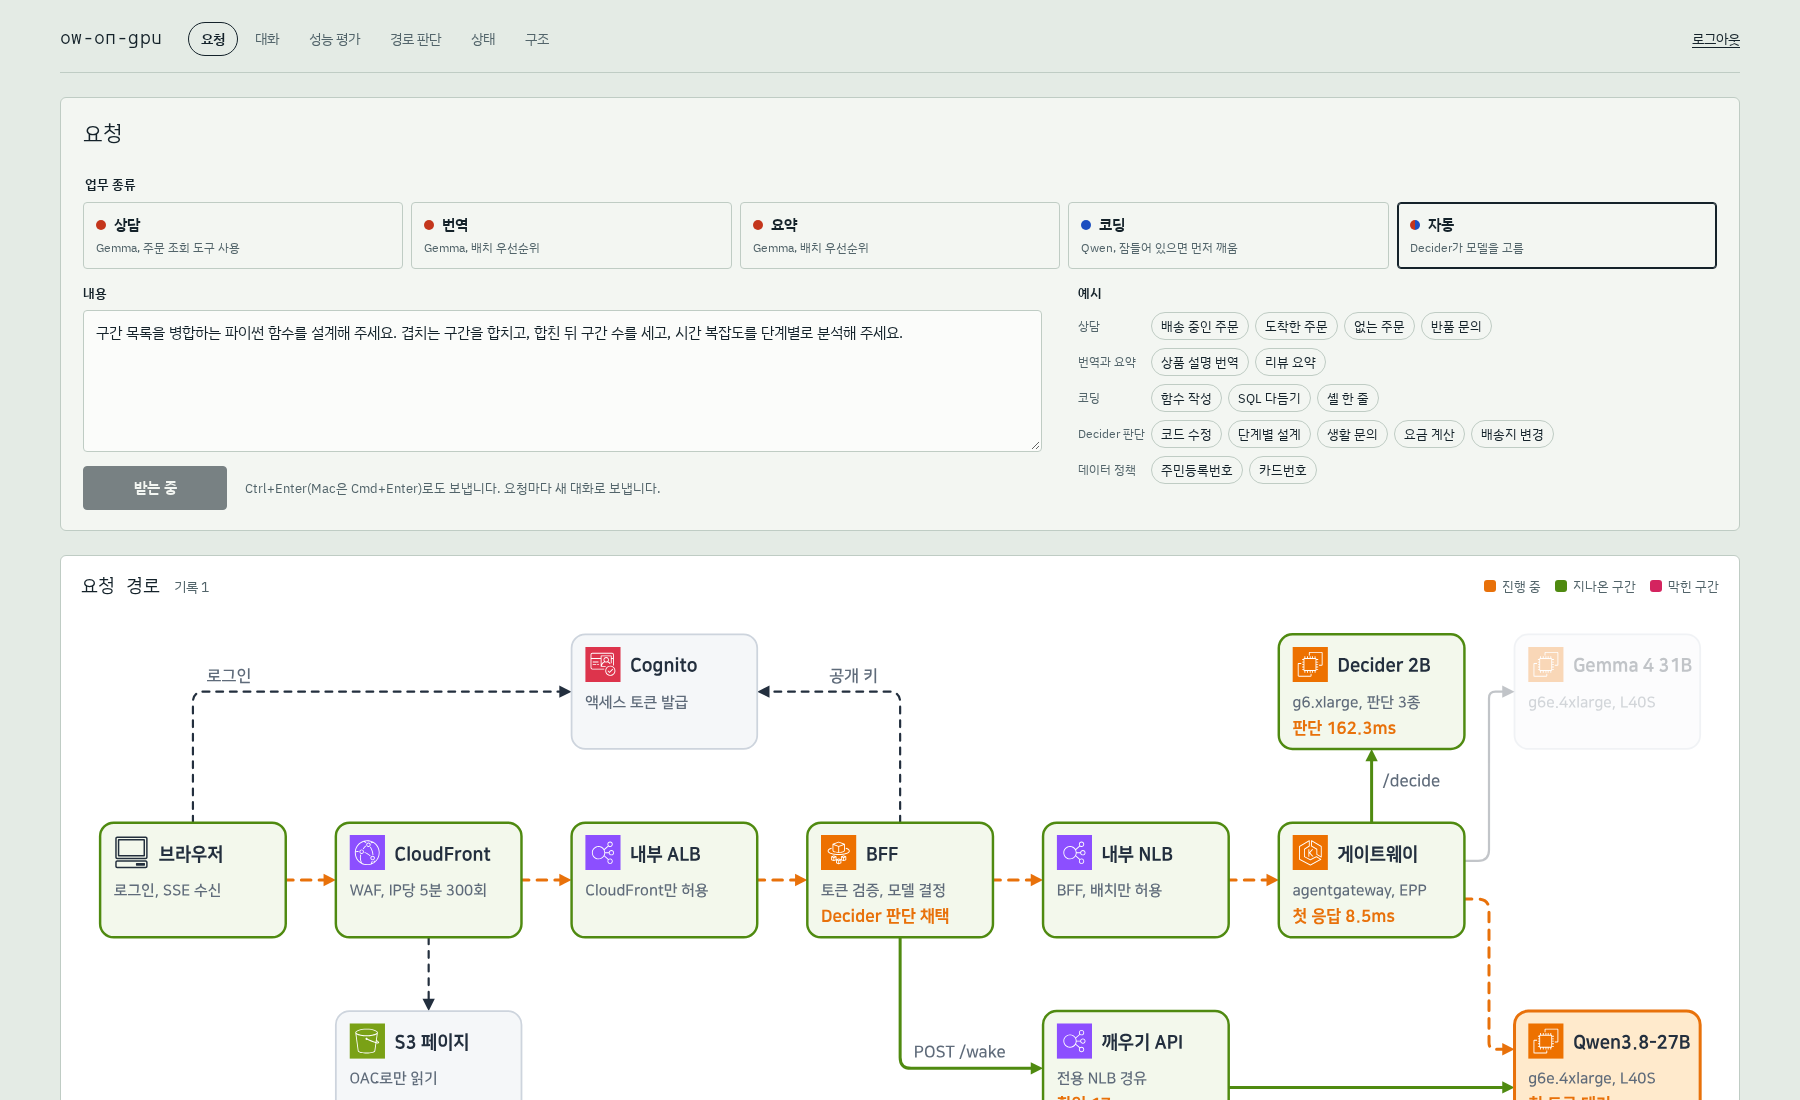 ow-on-gpu
요청
대화
성능 평가
경로 판단
상태
구조
로그아웃
요청
업무 종류
상담
Gemma, 주문 조회 도구 사용
번역
Gemma, 배치 우선순위
요약
Gemma, 배치 우선순위
코딩
Qwen, 잠들어 있으면 먼저 깨움
자동
Decider가 모델을 고름
내용
구간 목록을 병합하는 파이썬 함수를 설계해 주세요. 겹치는 구간을 합치고, 합친 뒤 구간 수를 세고, 시간 복잡도를 단계별로 분석해 주세요.
받는 중
Ctrl+Enter(Mac은 Cmd+Enter)로도 보냅니다. 요청마다 새 대화로 보냅니다.
예시
상담
배송 중인 주문
도착한 주문
없는 주문
반품 문의
번역과 요약
상품 설명 번역
리뷰 요약
코딩
함수 작성
SQL 다듬기
셸 한 줄
Decider 판단
코드 수정
단계별 설계
생활 문의
요금 계산
배송지 변경
데이터 정책
주민등록번호
카드번호
요청 경로
기록 1
진행 중
지나온 구간
막힌 구간
로그인
Cognito
액세스 토큰 발급
공개 키
Decider 2B
g6.xlarge, 판단 3종
판단 162.3ms
Gemma 4 31B
g6e.4xlarge, L40S
/decide
브라우저
로그인, SSE 수신
CloudFront
WAF, IP당 5분 300회
내부 ALB
CloudFront만 허용
BFF
토큰 검증, 모델 결정
Decider 판단 채택
내부 NLB
BFF, 배치만 허용
게이트웨이
agentgateway, EPP
첫 응답 8.5ms
S3 페이지
OAC로만 읽기
POST /wake
깨우기 API
전용 NLB 경유
Qwen3.8-27B
g6e.4xlarge, L40S